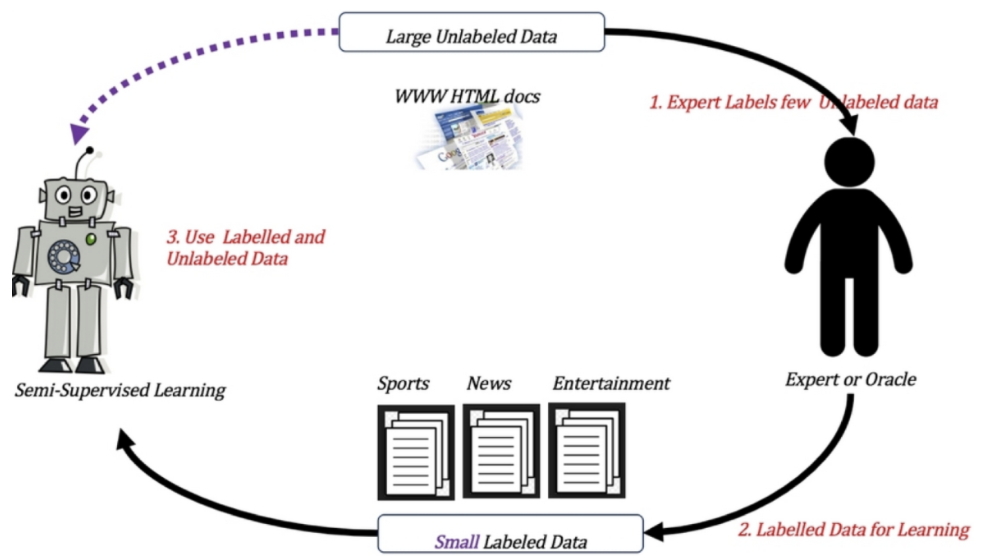 Large Unlabeled Data
WWW HTML docs
1. Expert Labels few Unlabeled data
3. Use Labelled and
Unlabeled Data
Semi-Supervised Learning
Sports News Entertainment
Expert or Oracle
Small Labeled Data
2. Labelled Data for Learning